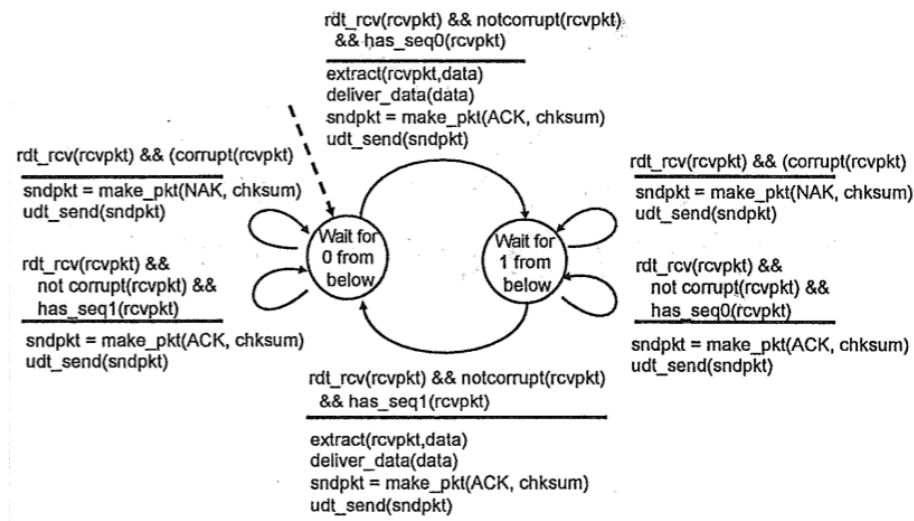 rdt_rcv(rcvpkt) && notcorrupt(rcvpkt)
&& has_seq0(rcvpkt)
extract(rcvpkt,data)
deliver_data(data)
sndpkt = make_pkt(ACK, chksum)
udt_send(sndpkt)
rdt_rcv(rcvpkt) && (corrupt(rcvpkt)
sndpkt = make_pkt(NAK, chksum)
udt_send(sndpkt)
rdt_rcv(rcvpkt) &&
not corrupt(rcvpkt) &&
has_seq1(rcvpkt)
sndpkt = make_pkt(ACK, chksum)
udt_send(sndpkt)
Wait for
0 from
below
Wait for
1 from
below
rdt_rcv(rcvpkt) && (corrupt(rcvpkt)
sndpkt = make_pkt(NAK, chksum)
udt_send(sndpkt)
rdt_rcv(rcvpkt) &&
not corrupt(rcvpkt) &&
has_seq0(rcvpkt)
sndpkt = make_pkt(ACK, chksum)
udt_send(sndpkt)
rdt_rcv(rcvpkt) && notcorrupt(rcvpkt)
&& has_seq1(rcvpkt)
extract(rcvpkt,data)
deliver_data(data)
sndpkt = make_pkt(ACK, chksum)
udt_send(sndpkt)